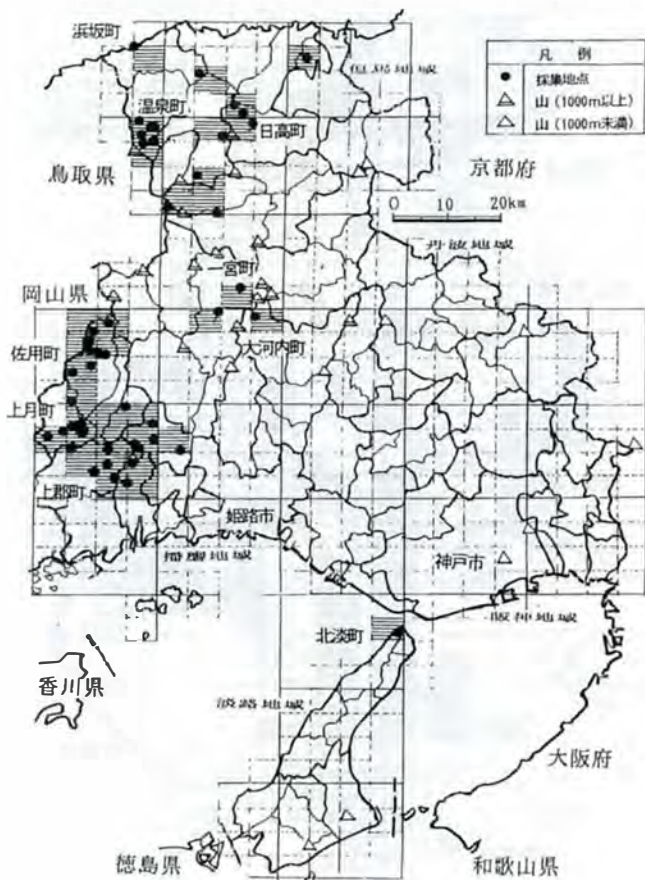 浜坂町
但馬地域
凡 例
採集地点
山 (1000m以上)
山 (1000m未満)
温泉町
日高町
鳥取県
京都府
0 10 20km
丹波地域
一宮町
岡山県
佐用町
大河内町
上月町
上郡町
姫路市
播磨地域
神戸市
阪神地域
北淡町
香川県
淡路地域
大阪府
徳島県
和歌山県